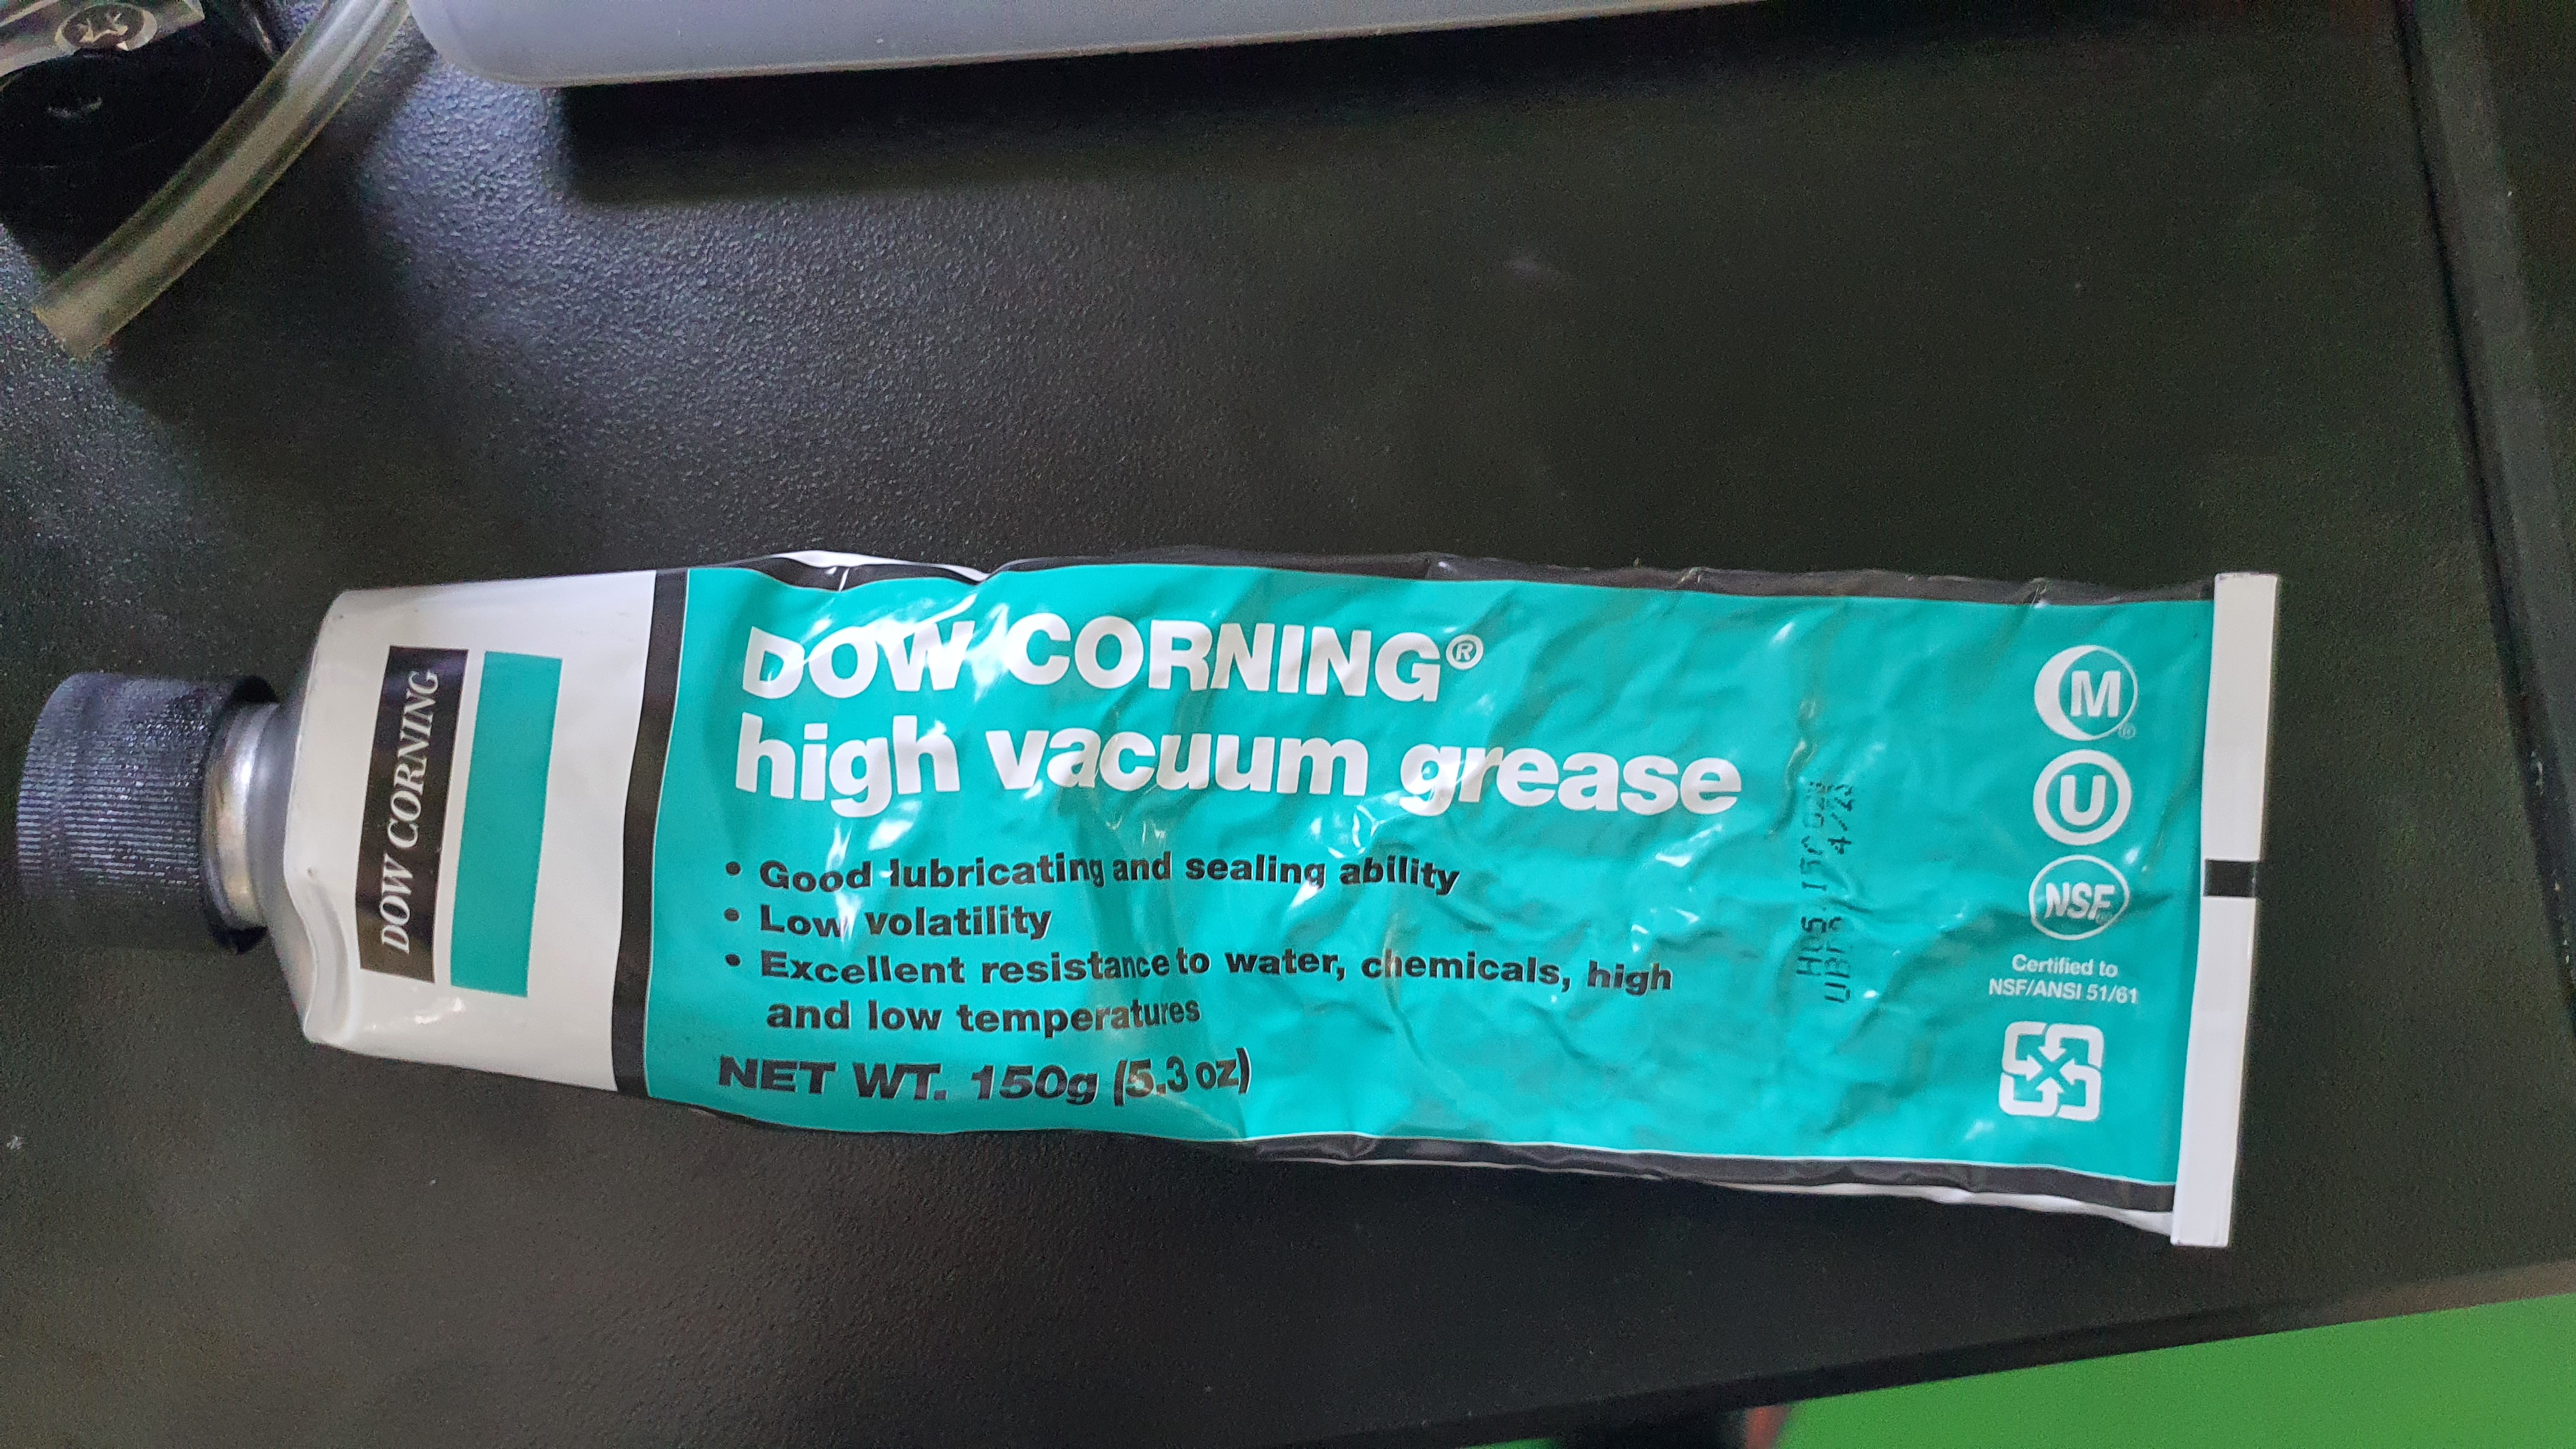 DOW CORNING
DOW CORNING®
high vacuum grease
• Good lubricating and sealing ability
• Low volatility
• Excellent resistance to water, chemicals, high
and low temperatures
NET WT. 150g (5.3 oz)
M®
U
NSF
Certified to
NSF/ANSI 51/61